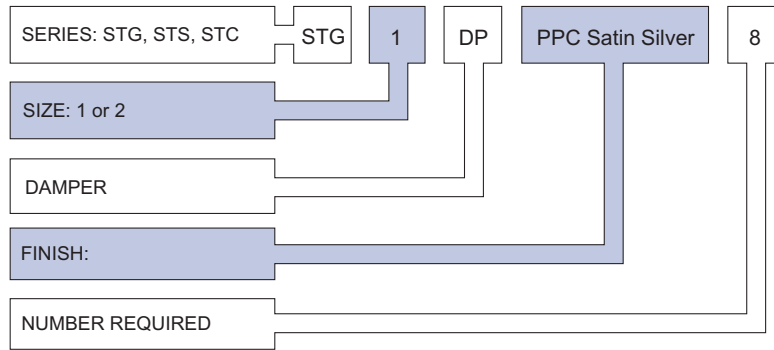 SERIES: STG, STS, STC
STG
1
DP
PPC Satin Silver
8
SIZE: 1 or 2
DAMPER
FINISH:
NUMBER REQUIRED